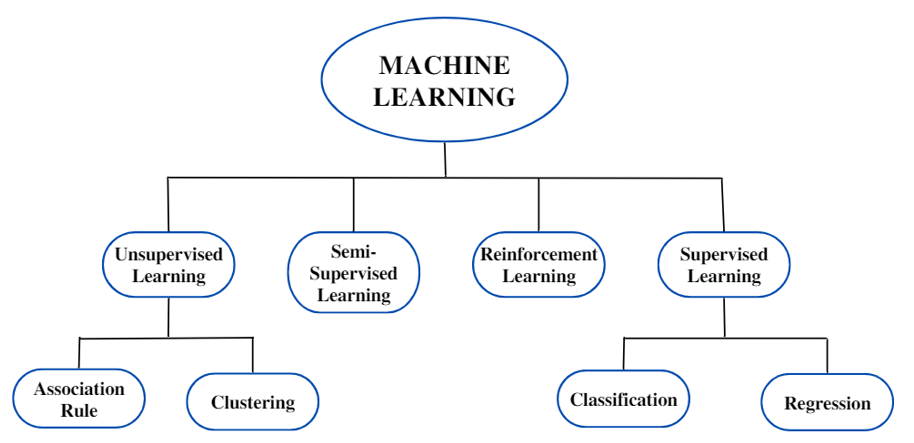 MACHINE
LEARNING
Unsupervised
Learning
Semi-
Supervised
Learning
Reinforcement
Learning
Supervised
Learning
Association
Rule
Clustering
Classification
Regression